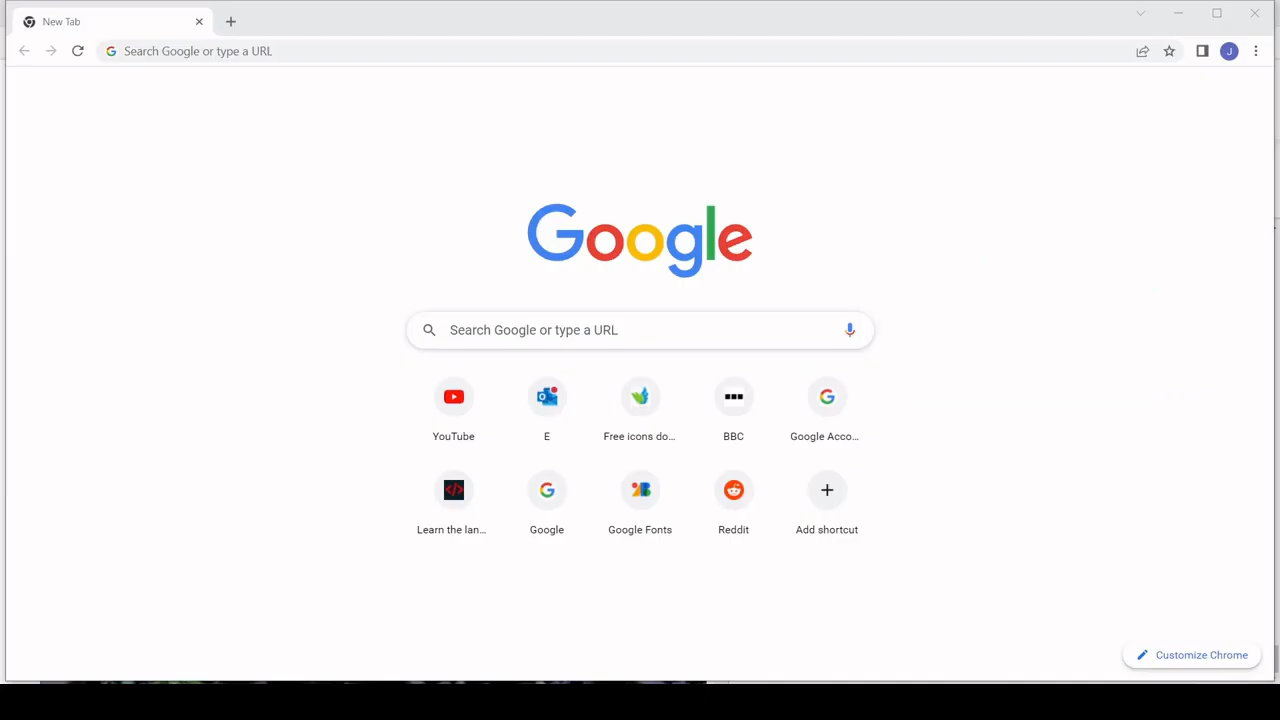 New Tab
Search Google or type a URL
J
Google
Search Google or type a URL
YouTube
E
Free icons do...
BBC
Google Acco...
Learn the lan...
Google
Google Fonts
Reddit
Add shortcut
Customize Chrome